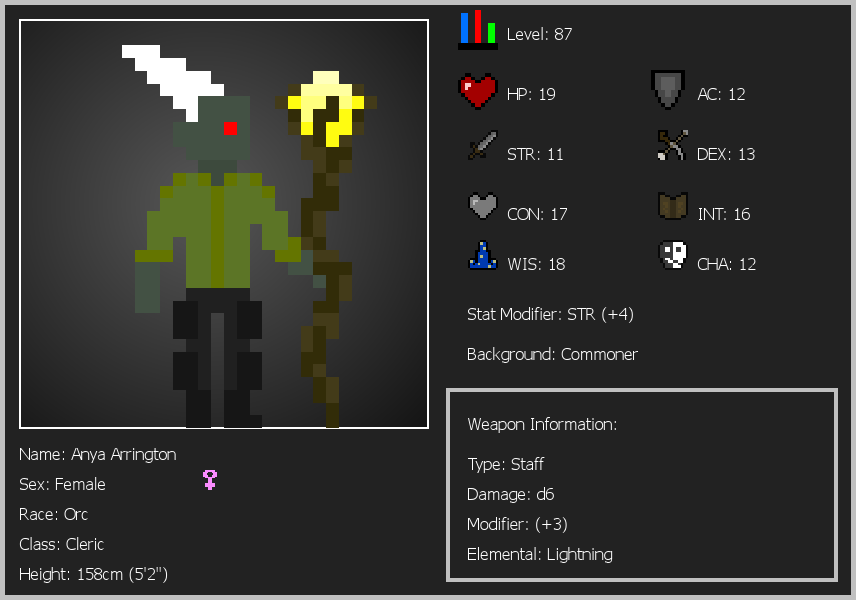 Level: 87
HP: 19
AC: 12
STR: 11
DEX: 13
CON: 17
INT: 16
WIS: 18
CHA: 12
Stat Modifier: STR (+4)
Background: Commoner
Weapon Information:
Type: Staff
Damage: d6
Modifier: (+3)
Elemental: Lightning
Name: Anya Arrington
Sex: Female
Race: Orc
Class: Cleric
Height: 158cm (5'2")